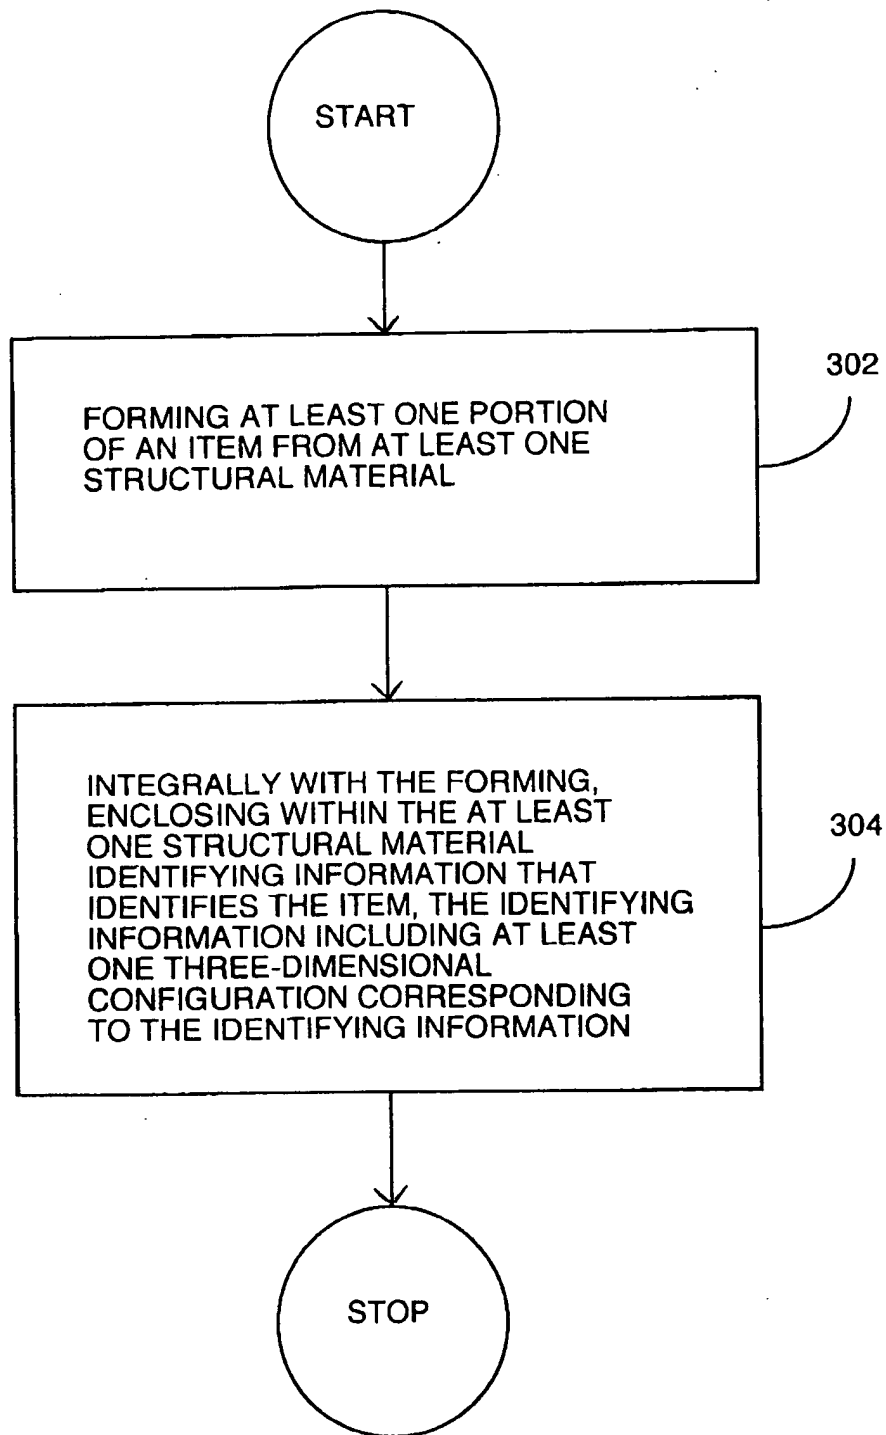 START
302
FORMING AT LEAST ONE PORTION
OF AN ITEM FROM AT LEAST ONE
STRUCTURAL MATERIAL
304
INTEGRALLY WITH THE FORMING,
ENCLOSING WITHIN THE AT LEAST
ONE STRUCTURAL MATERIAL
IDENTIFYING INFORMATION THAT
IDENTIFIES THE ITEM, THE IDENTIFYING
INFORMATION INCLUDING AT LEAST
ONE THREE-DIMENSIONAL
CONFIGURATION CORRESPONDING
TO THE IDENTIFYING INFORMATION
STOP